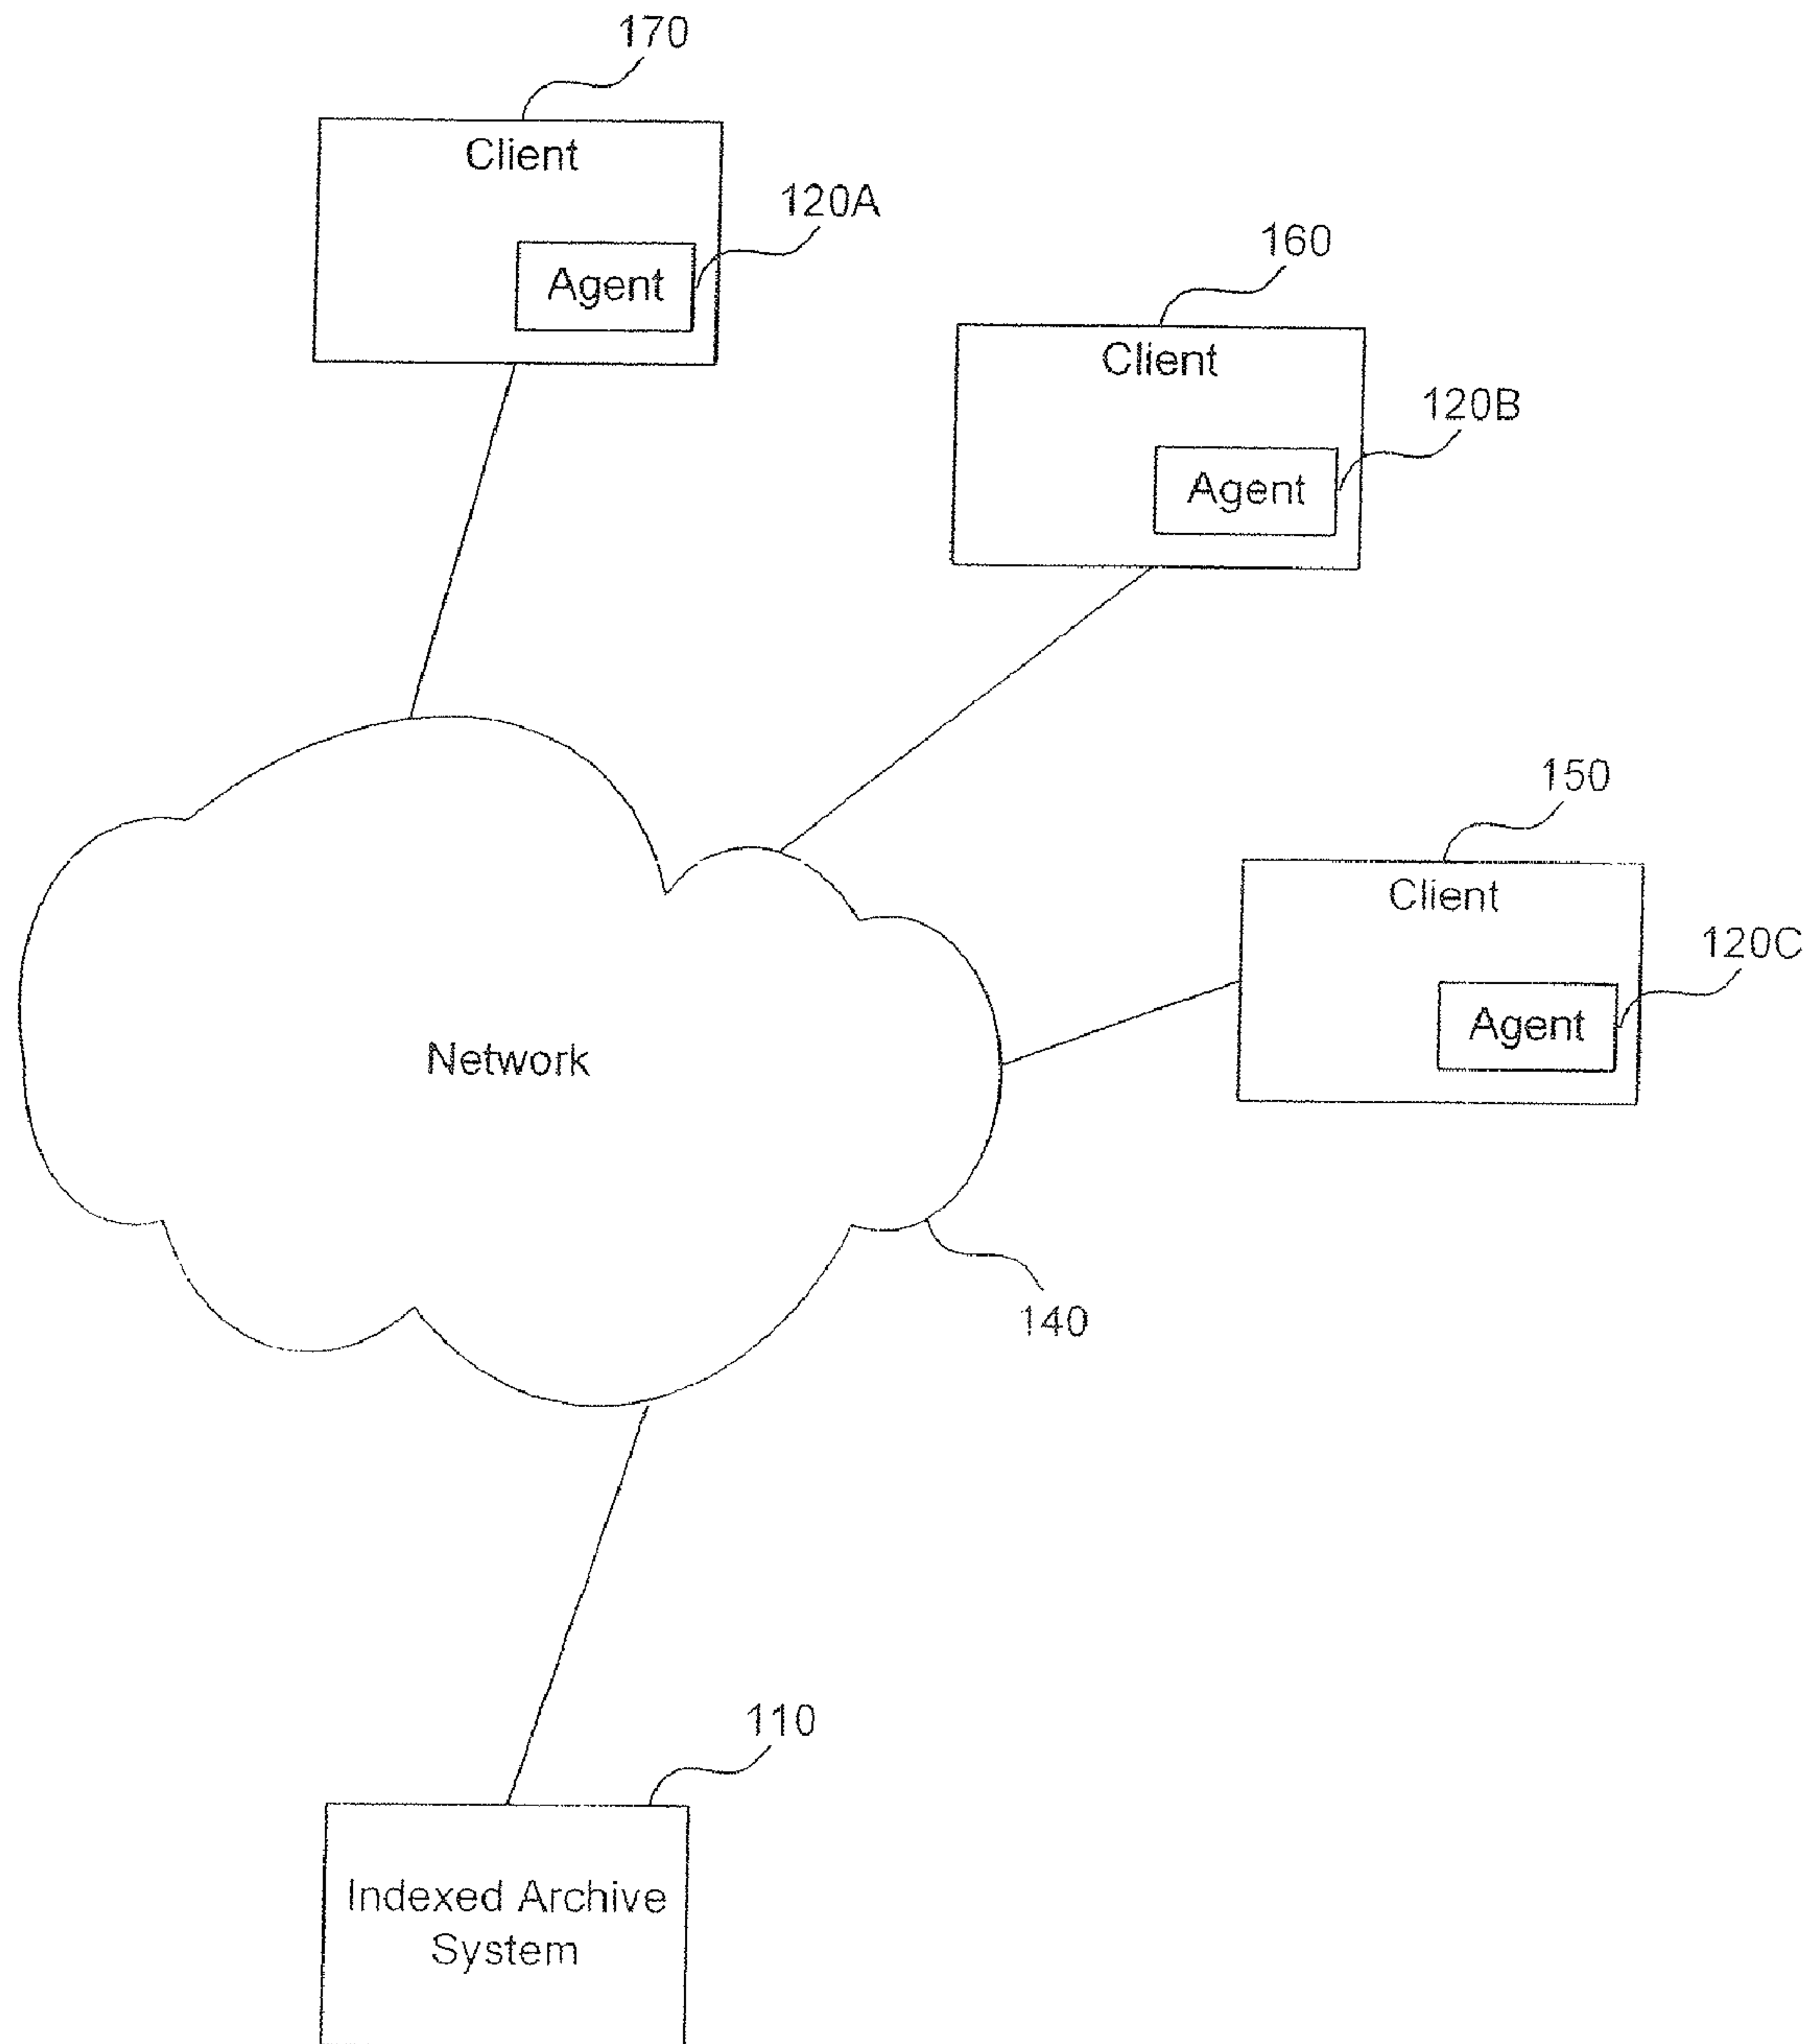 170
Client
120A
Agent
160
Client
120B
Agent
150
Client
120C
Agent
Network
140
110
Indexed Archive
System